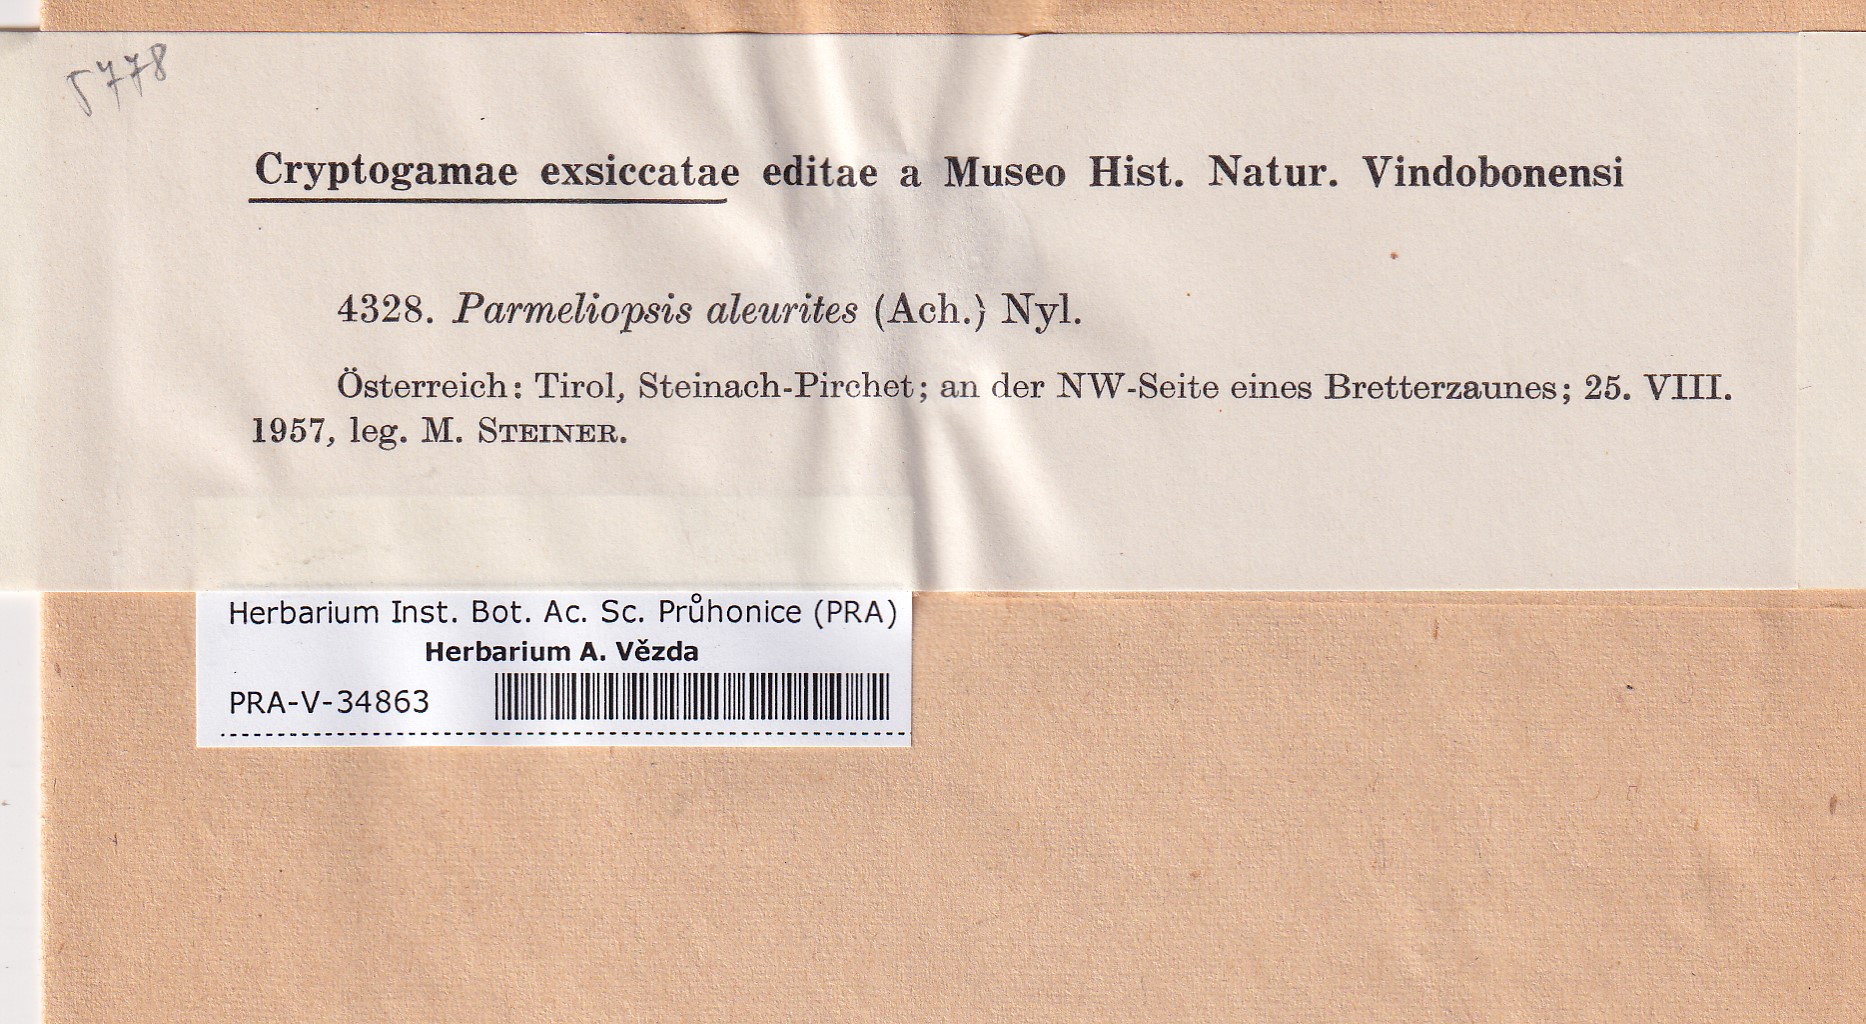 5778
Cryptogamae exsiccatae editae a Museo Hist. Natur. Vindobonensi
4328. Parmeliopsis aleurites (Ach.) Nyl.
Österreich: Tirol, Steinach-Pirchet; an der NW-Seite eines Bretterzaunes; 25. VIII.
1957, leg. M. STEINER.
Herbarium Inst. Bot. Ac. Sc. Průhonice (PRA)
Herbarium A. Vězda
PRA-V-34863